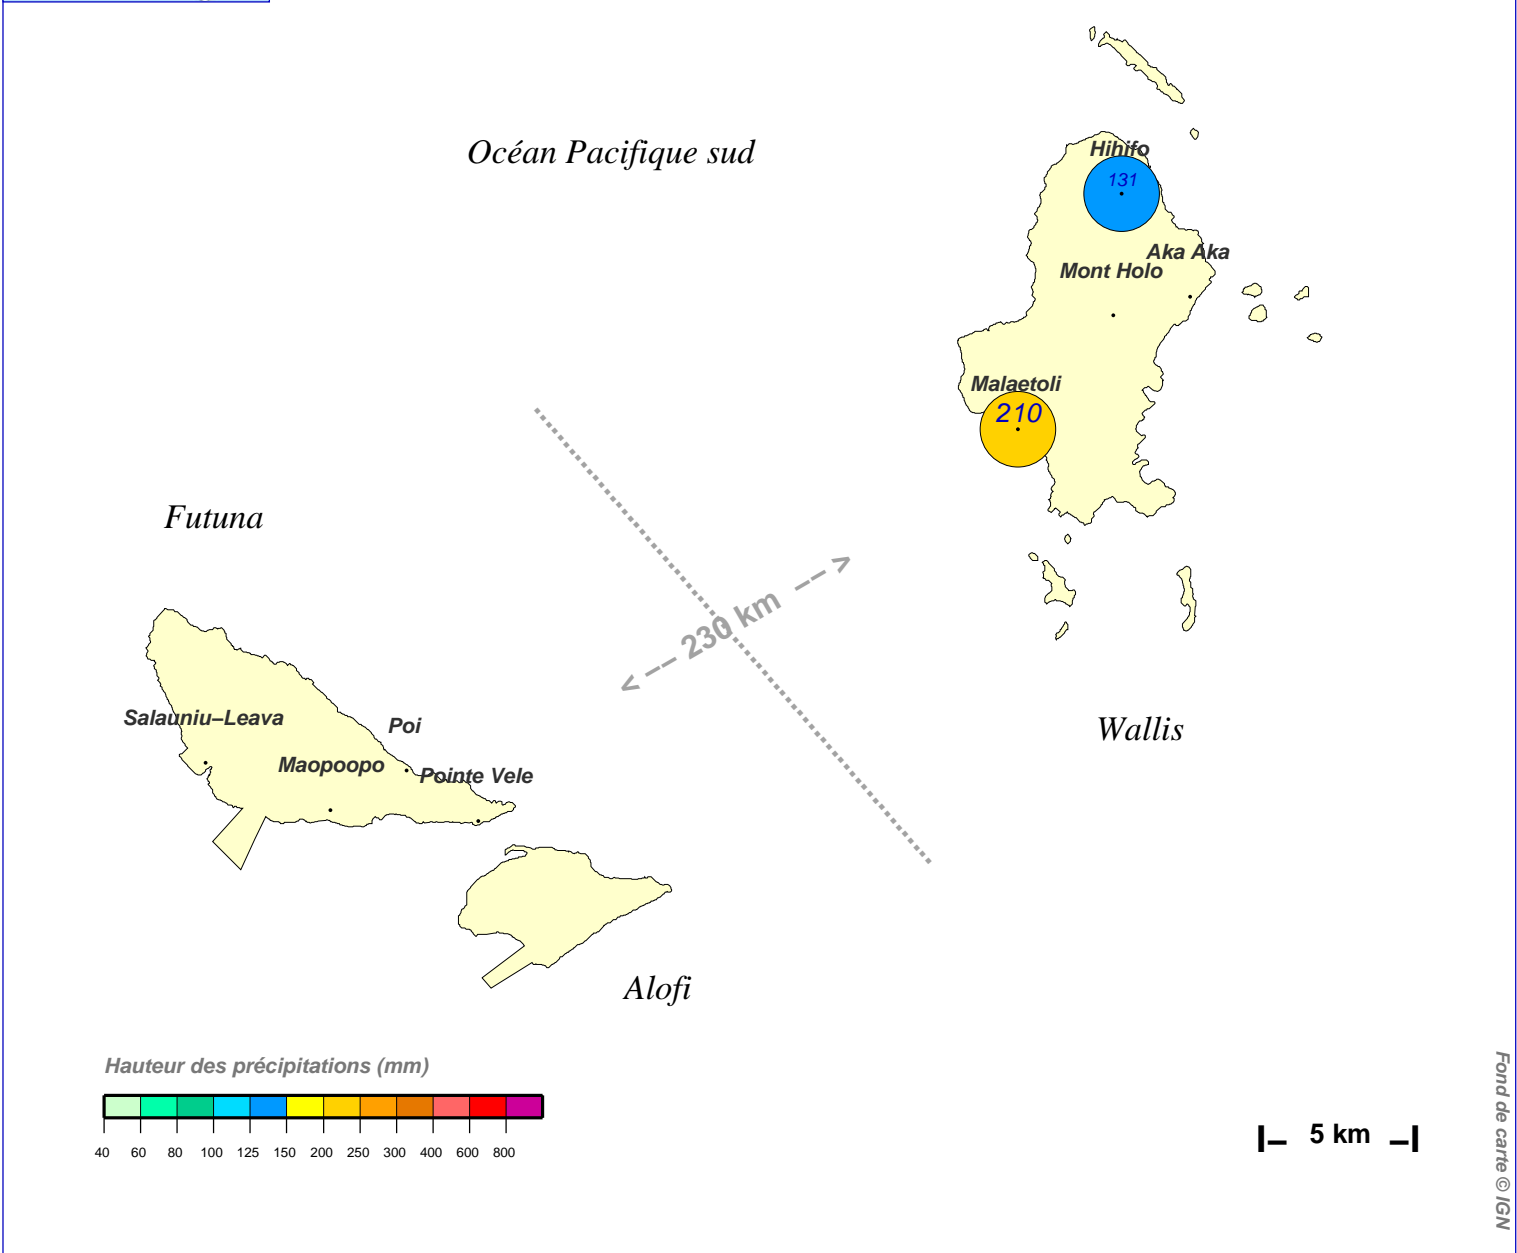 Océan Pacifique sud
Hihifo
131
Aka Aka
Mont Holo
Malaetoli
210
Futuna
230 km
Salauniu–Leava
Poi
Maopoopo
Pointe Vele
Wallis
Alofi
Hauteur des précipitations (mm)
40 60 80 100 125 150 200 250 300 400 600 800
5 km
Fond de carte © IGN